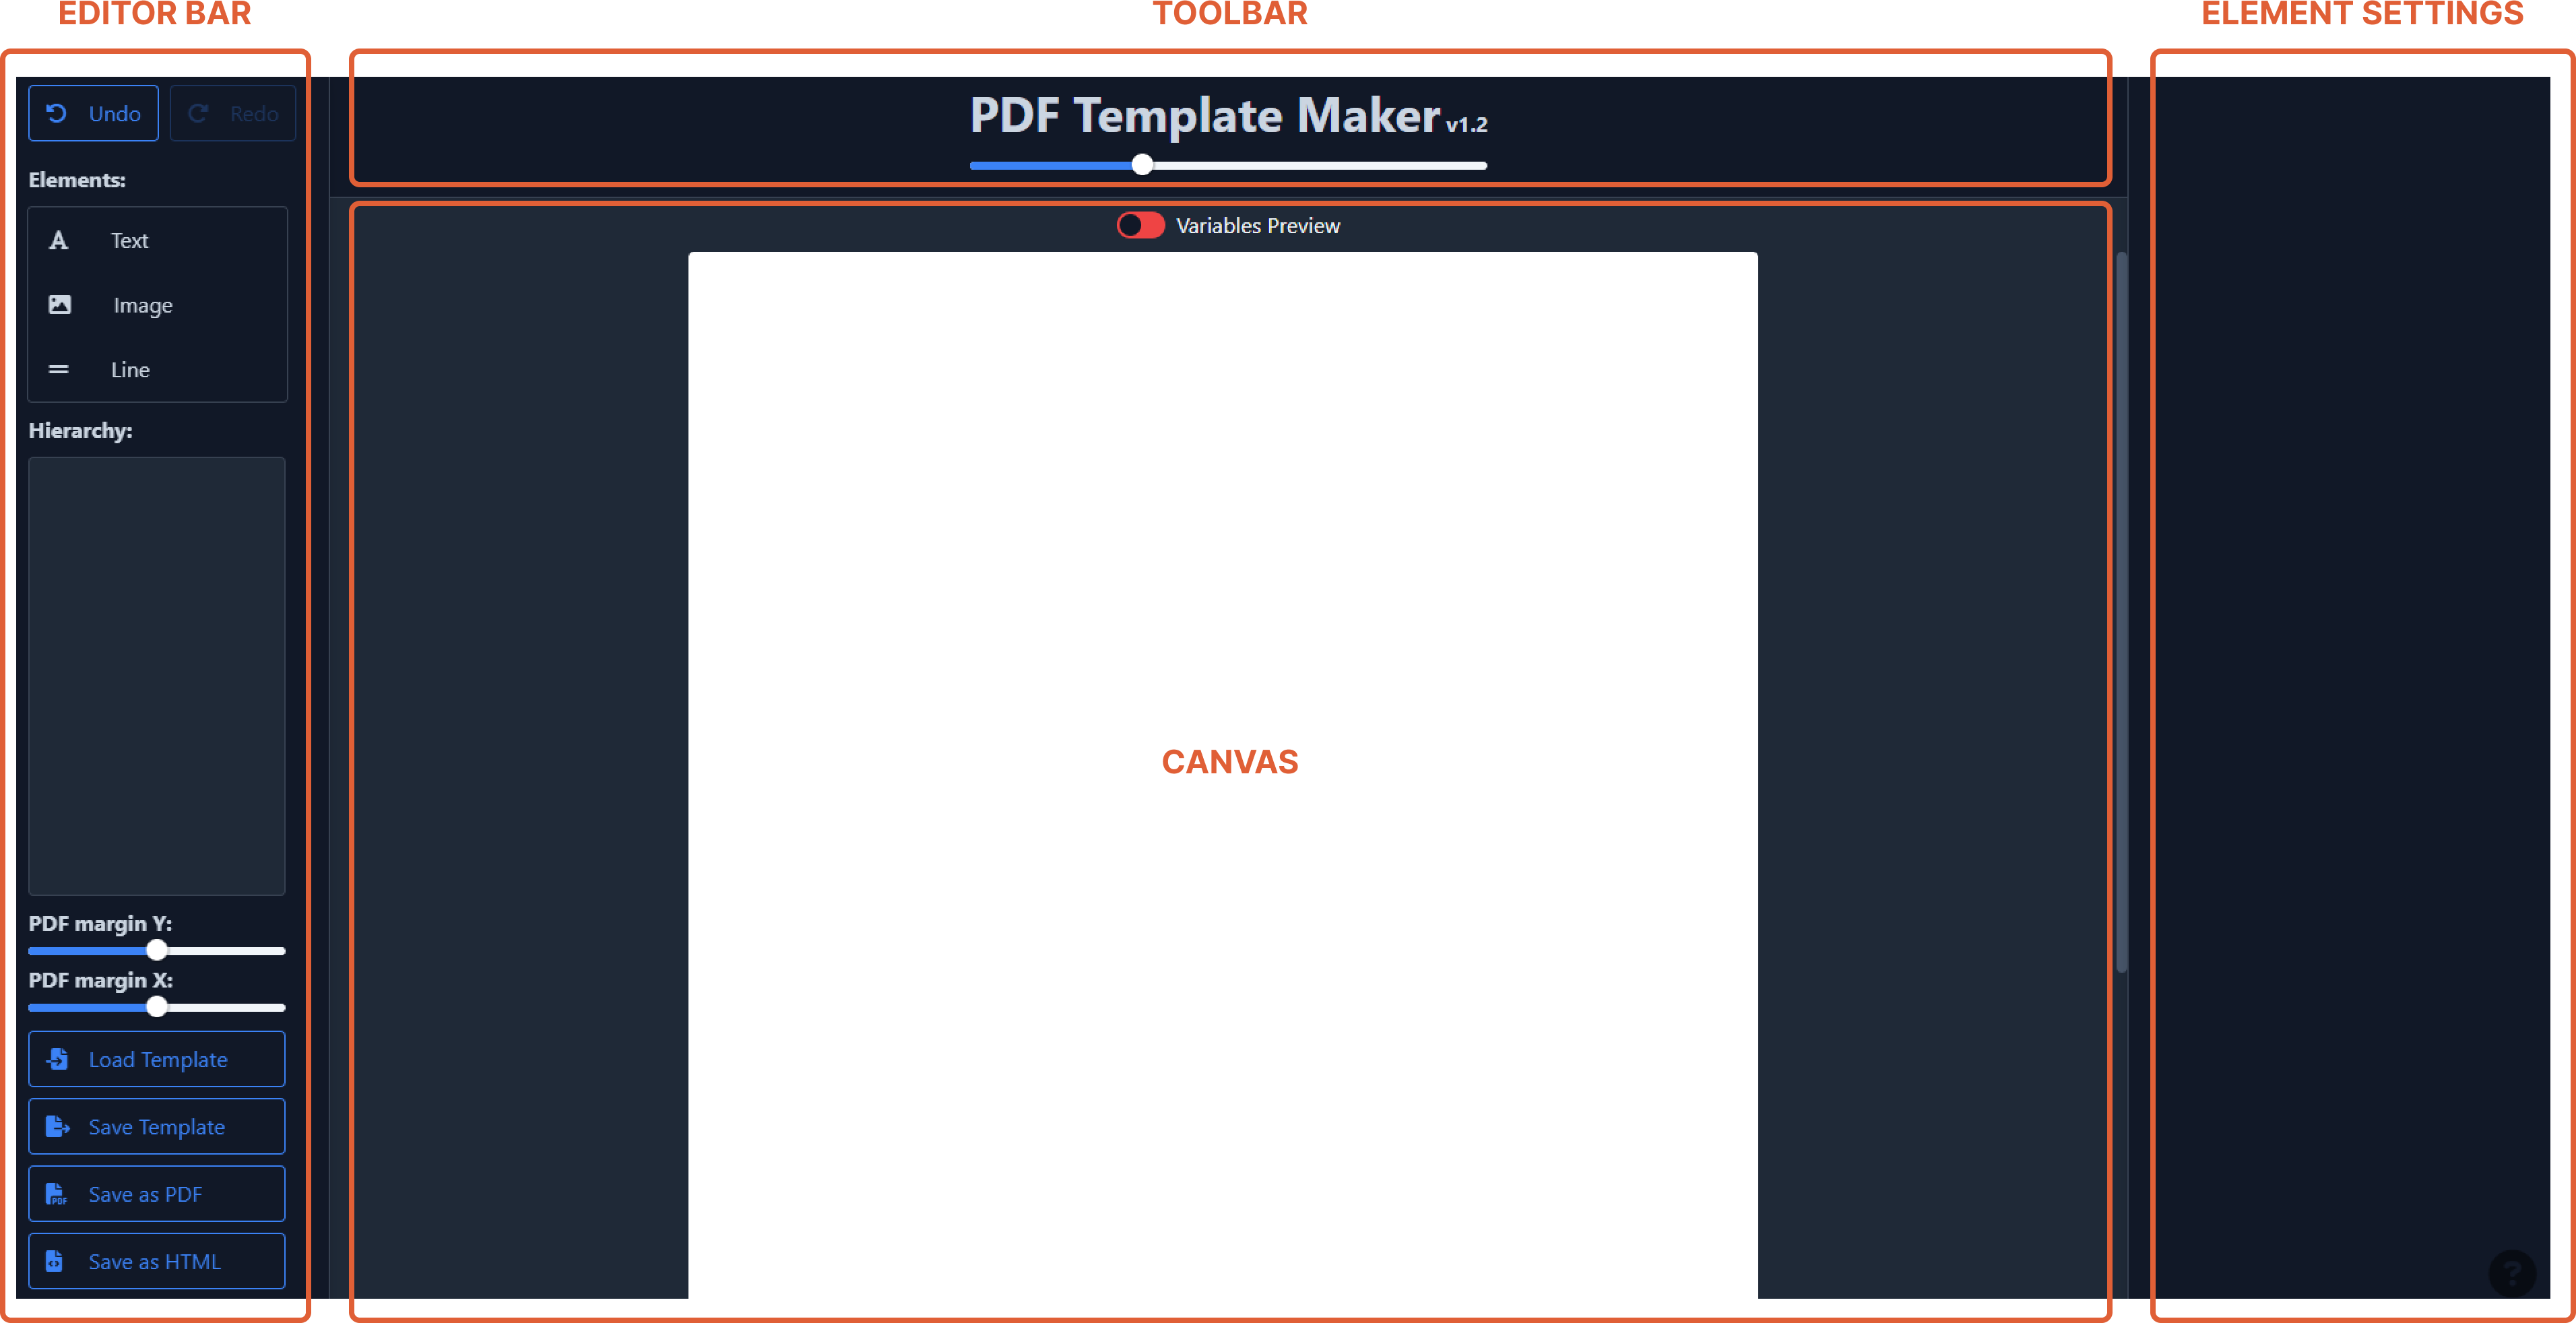 EDITOR BAR
TOOLBAR
ELEMENT SETTINGS
Undo
Redo
PDF Template Maker v1.2
Elements:
Text
Image
Line
Hierarchy:
Variables Preview
CANVAS
PDF margin Y:
PDF margin X:
Load Template
Save Template
PDF
Save as PDF
Save as HTML
?